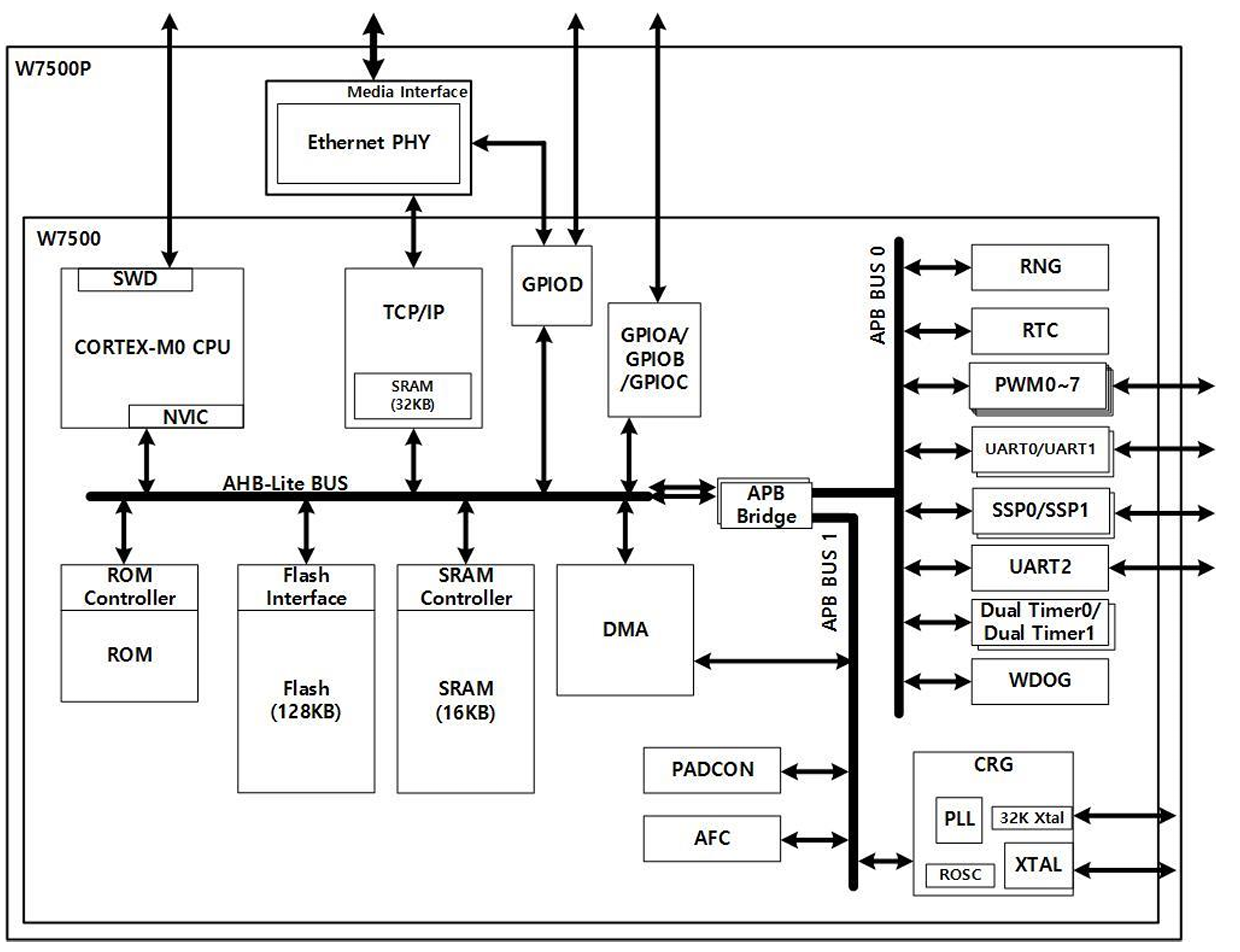 W7500P
Media Interface
Ethernet PHY
W7500
SWD
CORTEX-M0 CPU
NVIC
TCP/IP
SRAM
(32KB)
GPIOD
GPIOA/
GPIOB
/GPIOC
APB BUS 0
RNG
RTC
PWM0~7
UART0/UART1
SSP0/SSP1
UART2
Dual Timer0/
Dual Timer1
WDOG
AHB-Lite BUS
APB
Bridge
APB BUS 1
ROM
Controller
ROM
Flash
Interface
Flash
(128KB)
SRAM
Controller
SRAM
(16KB)
DMA
PADCON
AFC
CRG
PLL
32K Xtal
ROSC
XTAL